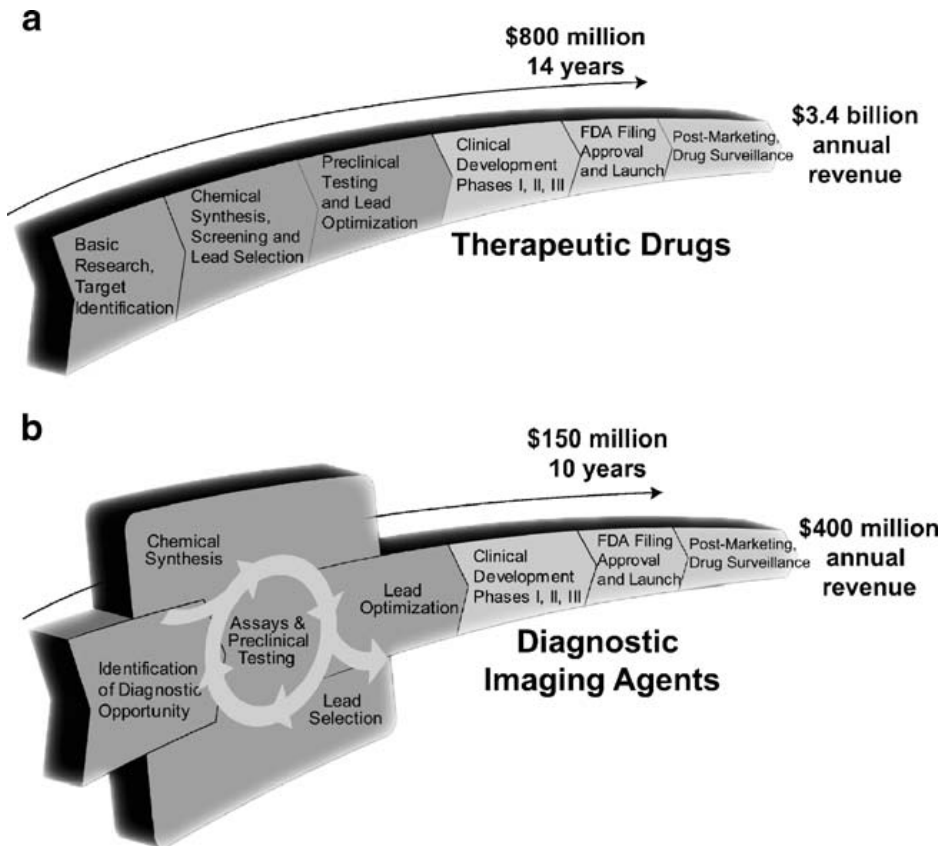 a
$800 million
14 years
$3.4 billion
annual
revenue
Basic
Research,
Target
Identification
Chemical
Synthesis,
Screening and
Lead Selection
Preclinical
Testing
and Lead
Optimization
Clinical
Development
Phases I, II, III
FDA Filing
Approval
and Launch
Post-Marketing,
Drug Surveillance
Therapeutic Drugs
b
$150 million
10 years
$400 million
annual
revenue
Identification
of Diagnostic
Opportunity
Chemical
Synthesis
Assays &
Preclinical
Testing
Lead
Selection
Lead
Optimization
Clinical
Development
Phases I, II, III
FDA Filing
Approval
and Launch
Post-Marketing,
Drug Surveillance
Diagnostic
Imaging Agents